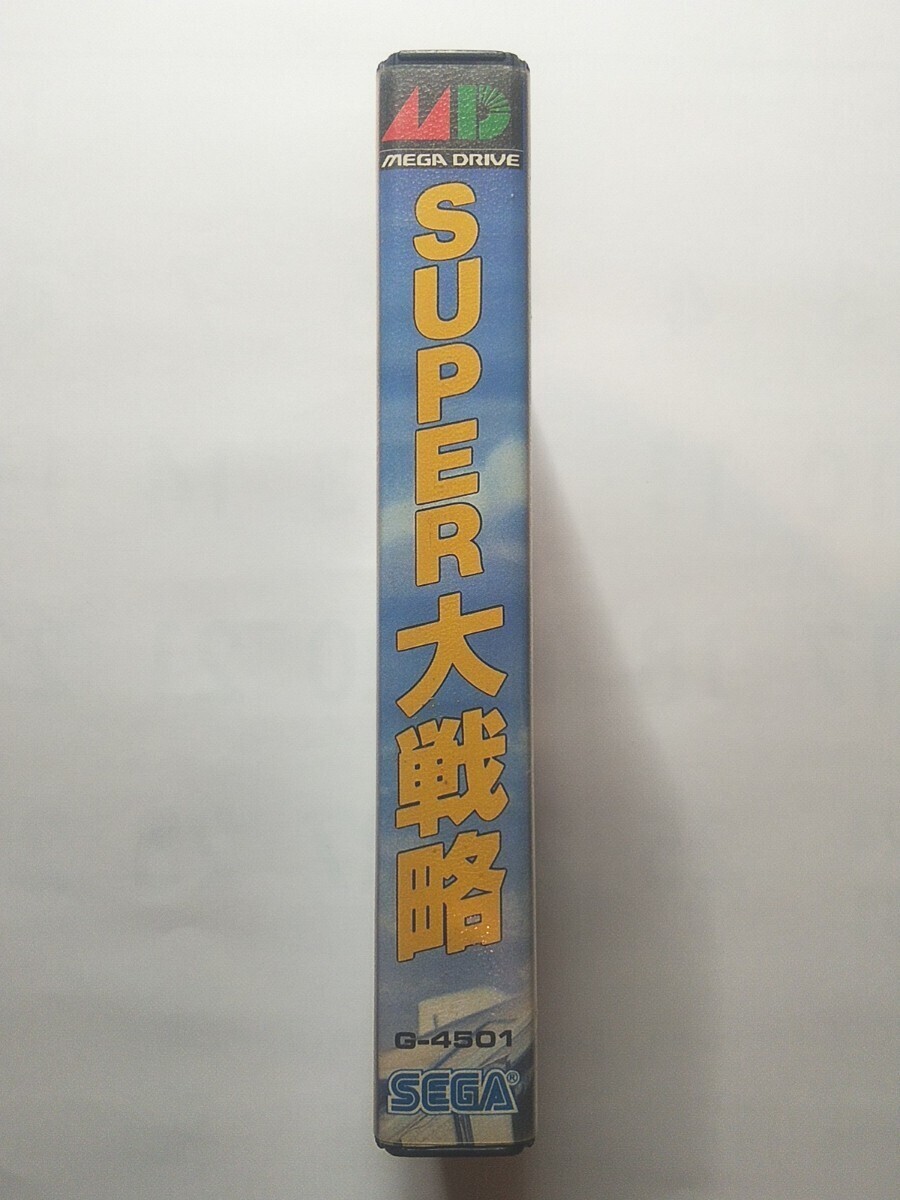 MD
MEGA DRIVE
SUPER大戦略
G-4501
SEGA®